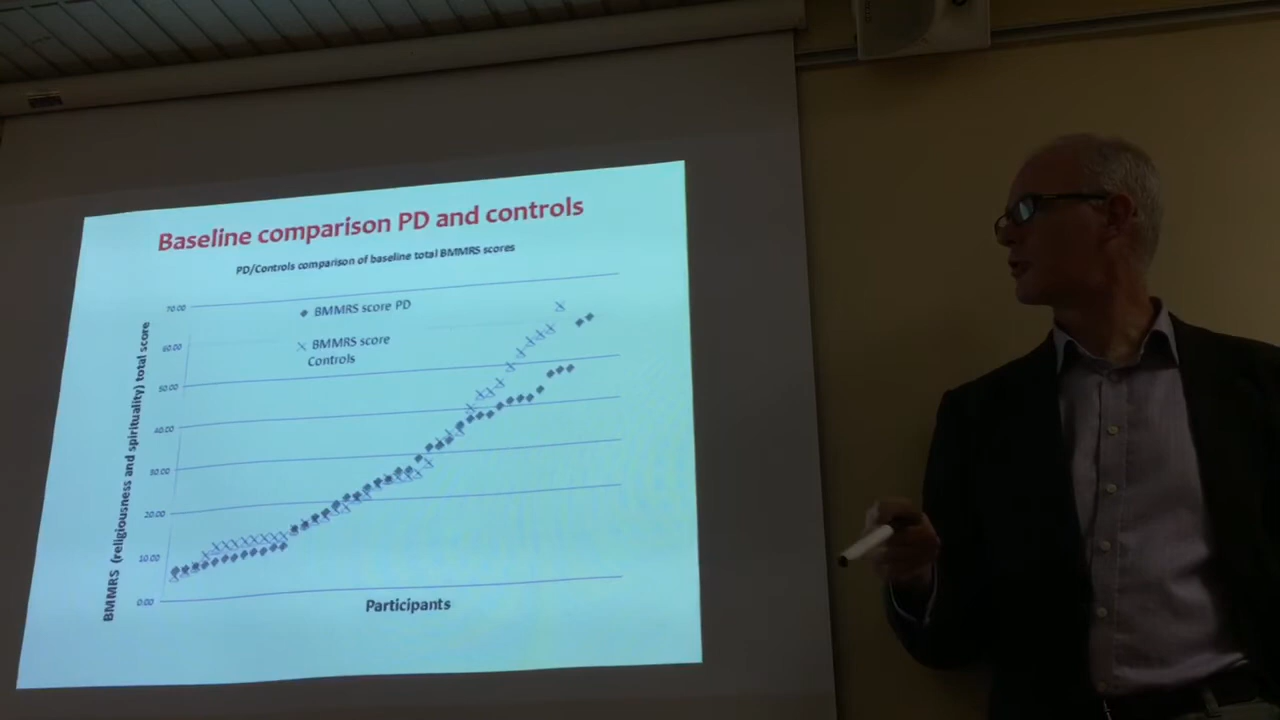 Baseline comparison PD and controls
PD/Controls comparison of baseline total BMMRS scores
BMMRS (religiousness and spirituality) total score
70.00
60.00
50.00
40.00
30.00
20.00
10.00
0.00
BMMRS score PD
BMMRS score
Controls
Participants